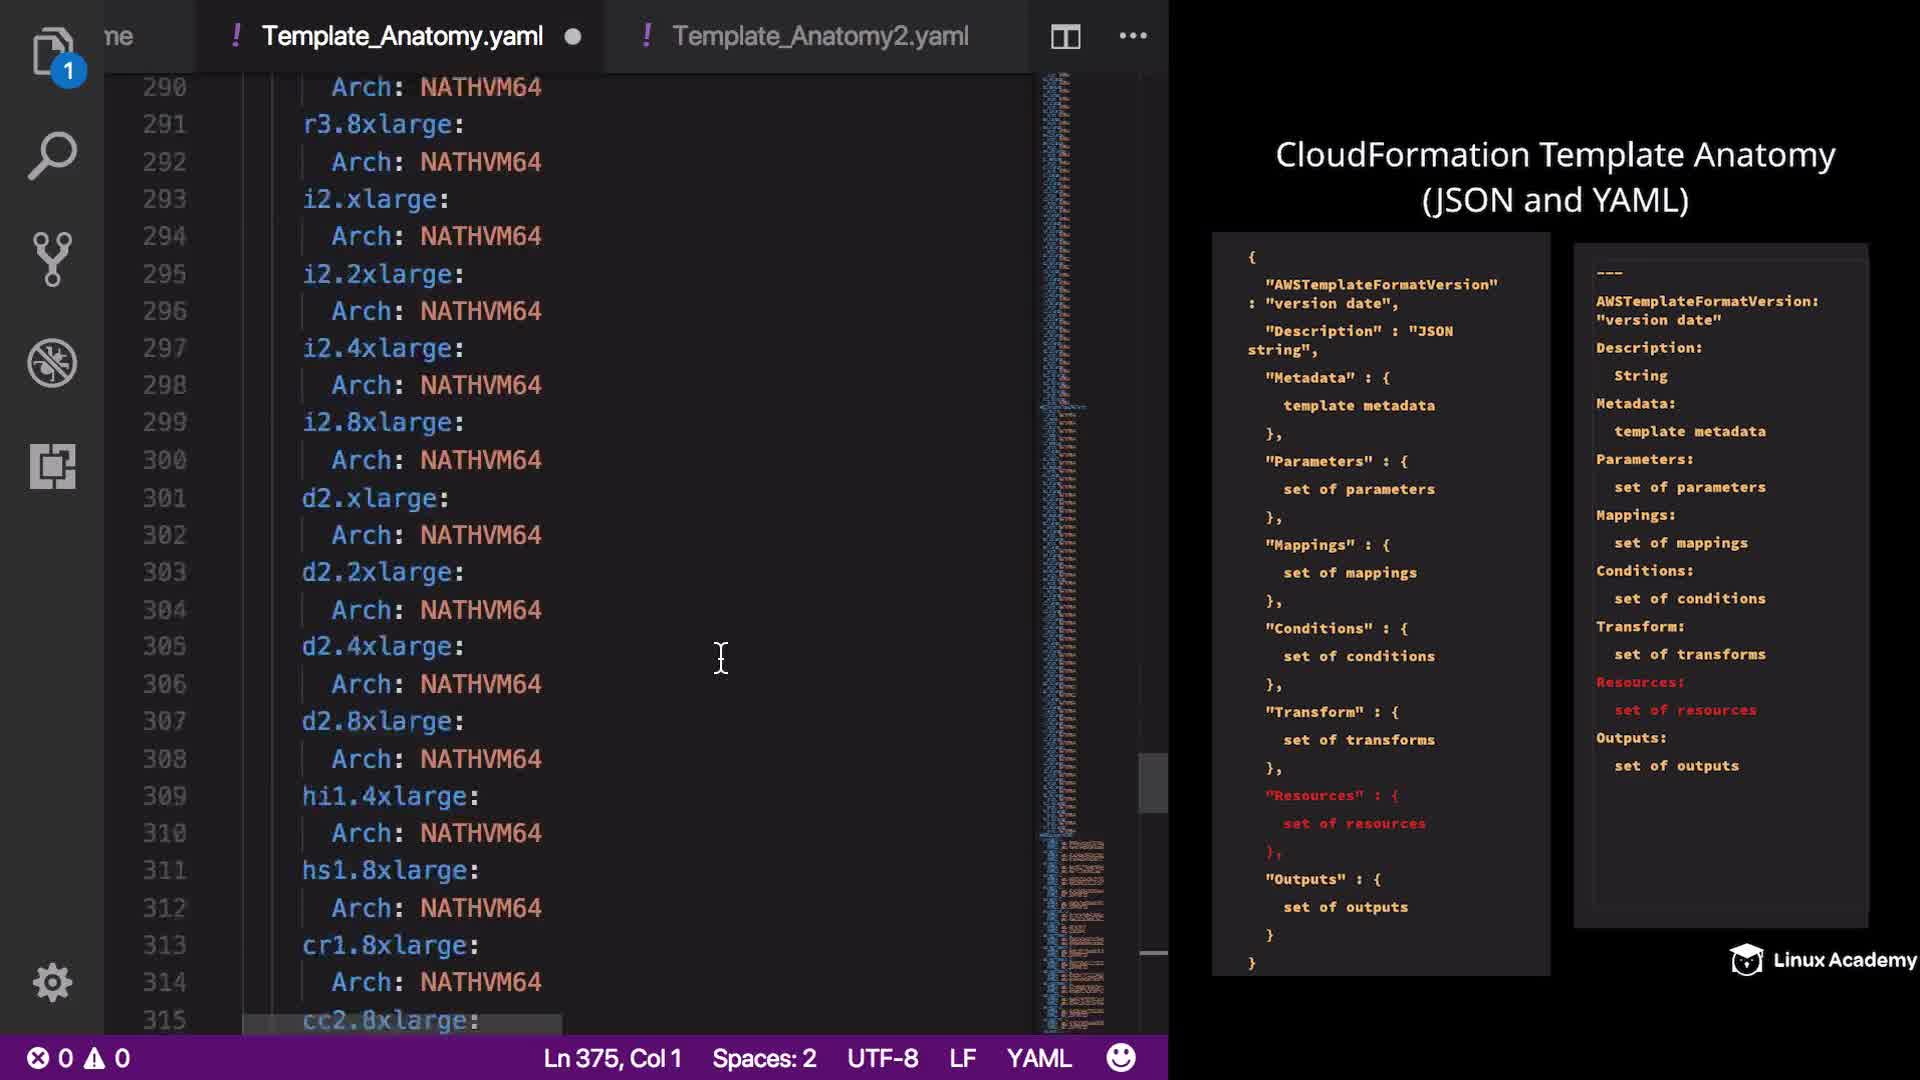 me
! Template_Anatomy.yaml
! Template_Anatomy2.yaml
1
290 Arch: NATHVM64
291 r3.8xlarge:
292 Arch: NATHVM64
293 i2.xlarge:
294 Arch: NATHVM64
295 i2.2xlarge:
296 Arch: NATHVM64
297 i2.4xlarge:
298 Arch: NATHVM64
299 i2.8xlarge:
300 Arch: NATHVM64
301 d2.xlarge:
302 Arch: NATHVM64
303 d2.2xlarge:
304 Arch: NATHVM64
305 d2.4xlarge:
306 Arch: NATHVM64
307 d2.8xlarge:
308 Arch: NATHVM64
309 hi1.4xlarge:
310 Arch: NATHVM64
311 hs1.8xlarge:
312 Arch: NATHVM64
313 cr1.8xlarge:
314 Arch: NATHVM64
315 cc2.8xlarge:
0 0
Ln 375, Col 1 Spaces: 2 UTF-8 LF YAML
CloudFormation Template Anatomy
(JSON and YAML)
{
"AWSTemplateFormatVersion"
: "version date",
"Description" : "JSON
string",
"Metadata" : {
template metadata
},
"Parameters" : {
set of parameters
},
"Mappings" : {
set of mappings
},
"Conditions" : {
set of conditions
},
"Transform" : {
set of transforms
},
"Resources" : {
set of resources
},
"Outputs" : {
set of outputs
}
}
---
AWSTemplateFormatVersion:
"version date"
Description:
String
Metadata:
template metadata
Parameters:
set of parameters
Mappings:
set of mappings
Conditions:
set of conditions
Transform:
set of transforms
Resources:
set of resources
Outputs:
set of outputs
Linux Academy